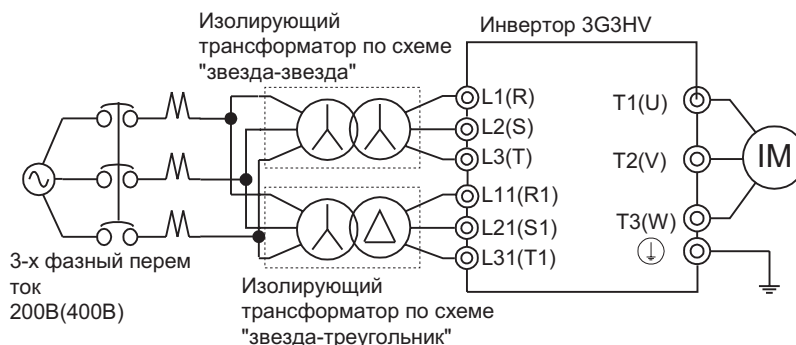 Изолирующий
трансформатор по схеме
"звезда-звезда"
Инвертор 3G3HV
L1(R)
L2(S)
L3(T)
L11(R1)
L21(S1)
L31(T1)
T1(U)
T2(V)
T3(W)
IM
3-х фазный перем
ток
200В(400В)
Изолирующий
трансформатор по схеме
"звезда-треугольник"